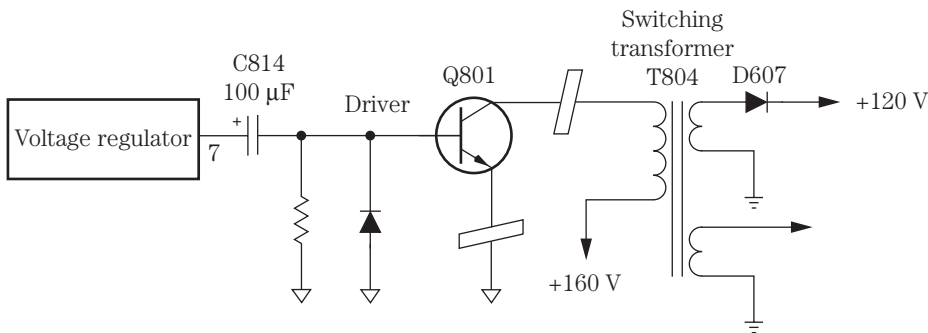 Switching
transformer
T804
D607
C814
100 μF
Q801
Driver
+120 V
+
Voltage regulator
7
+160 V